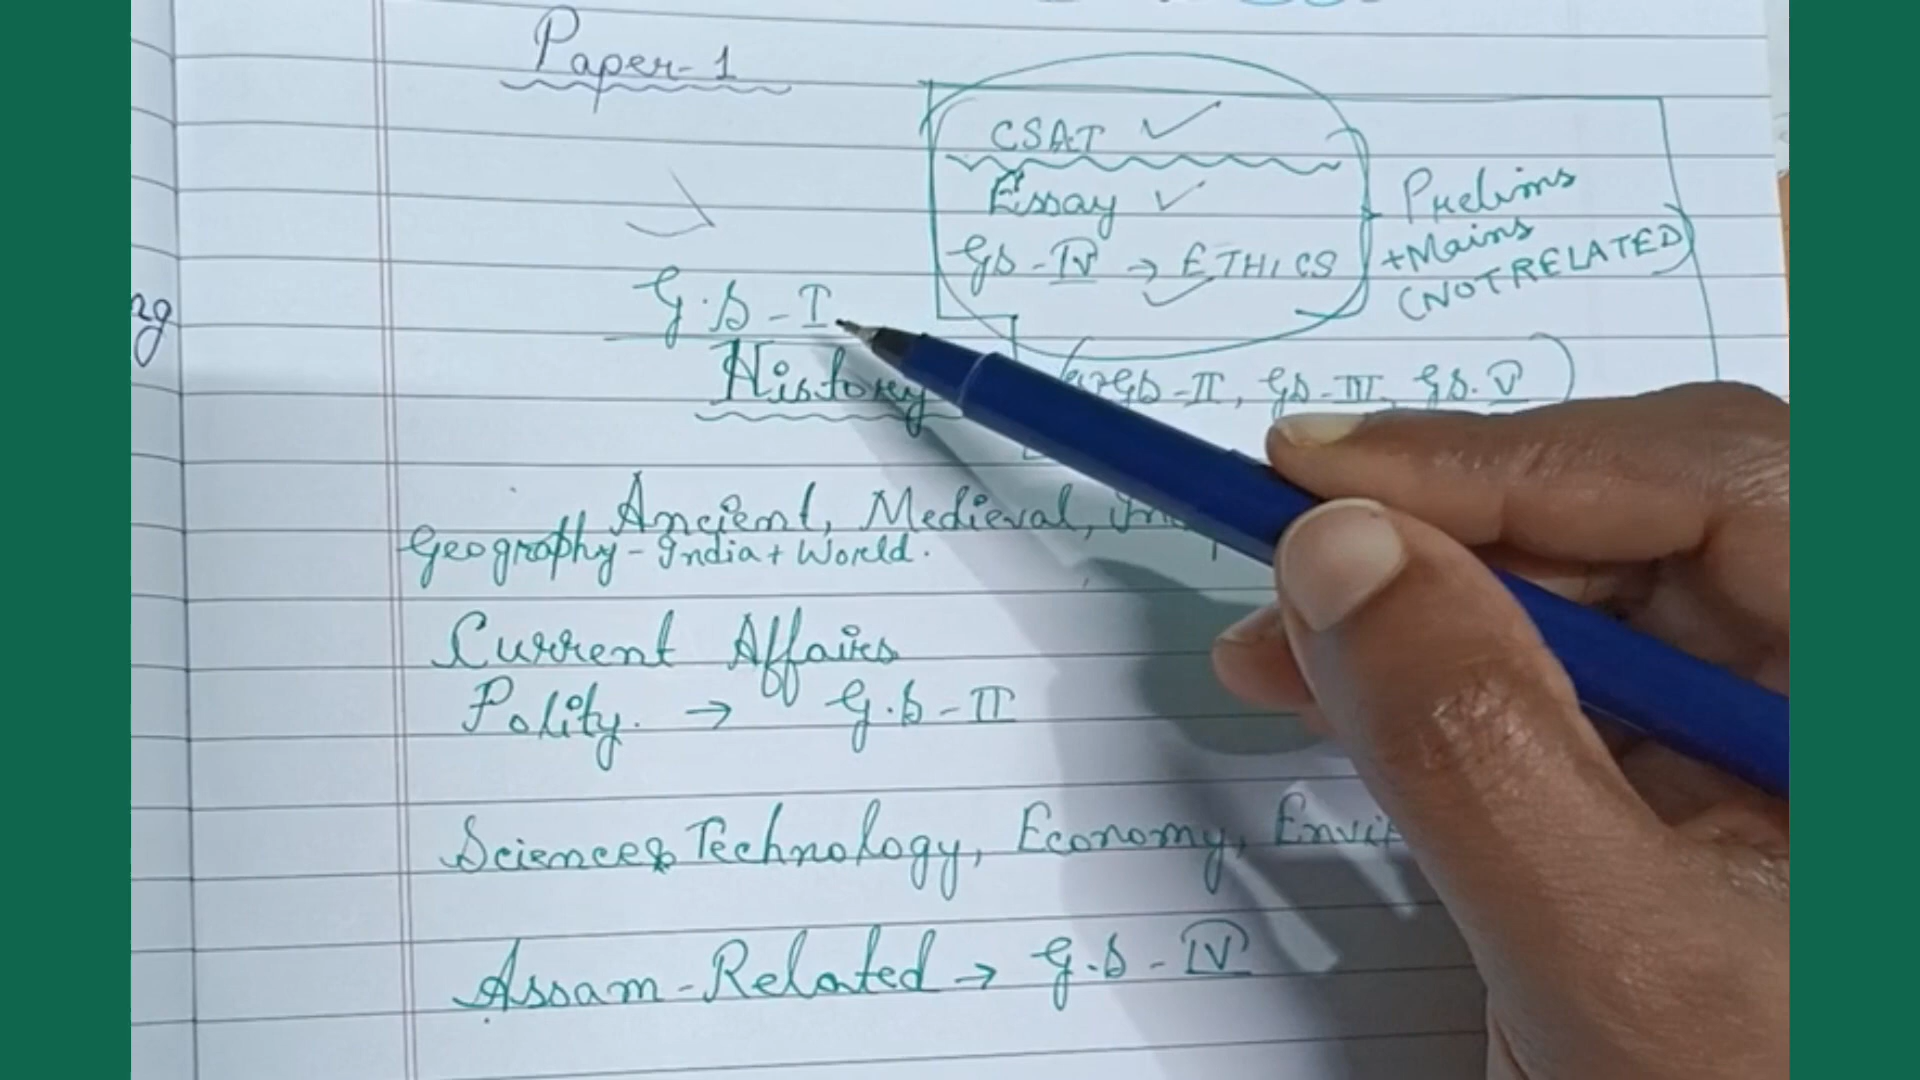 Paper-1
CSAT ✓
Essay ✓
GS-IV → ETHICS
Prelims
+Mains
(NOT RELATED)
G.S-I
History
GS-II, GS-III, GS.V)
Ancient, Medieval,
Geography-India+World.
Current Affairs
Polity. → G.S-II
Science & Technology, Economy,
Assam-Related → G.S-IV